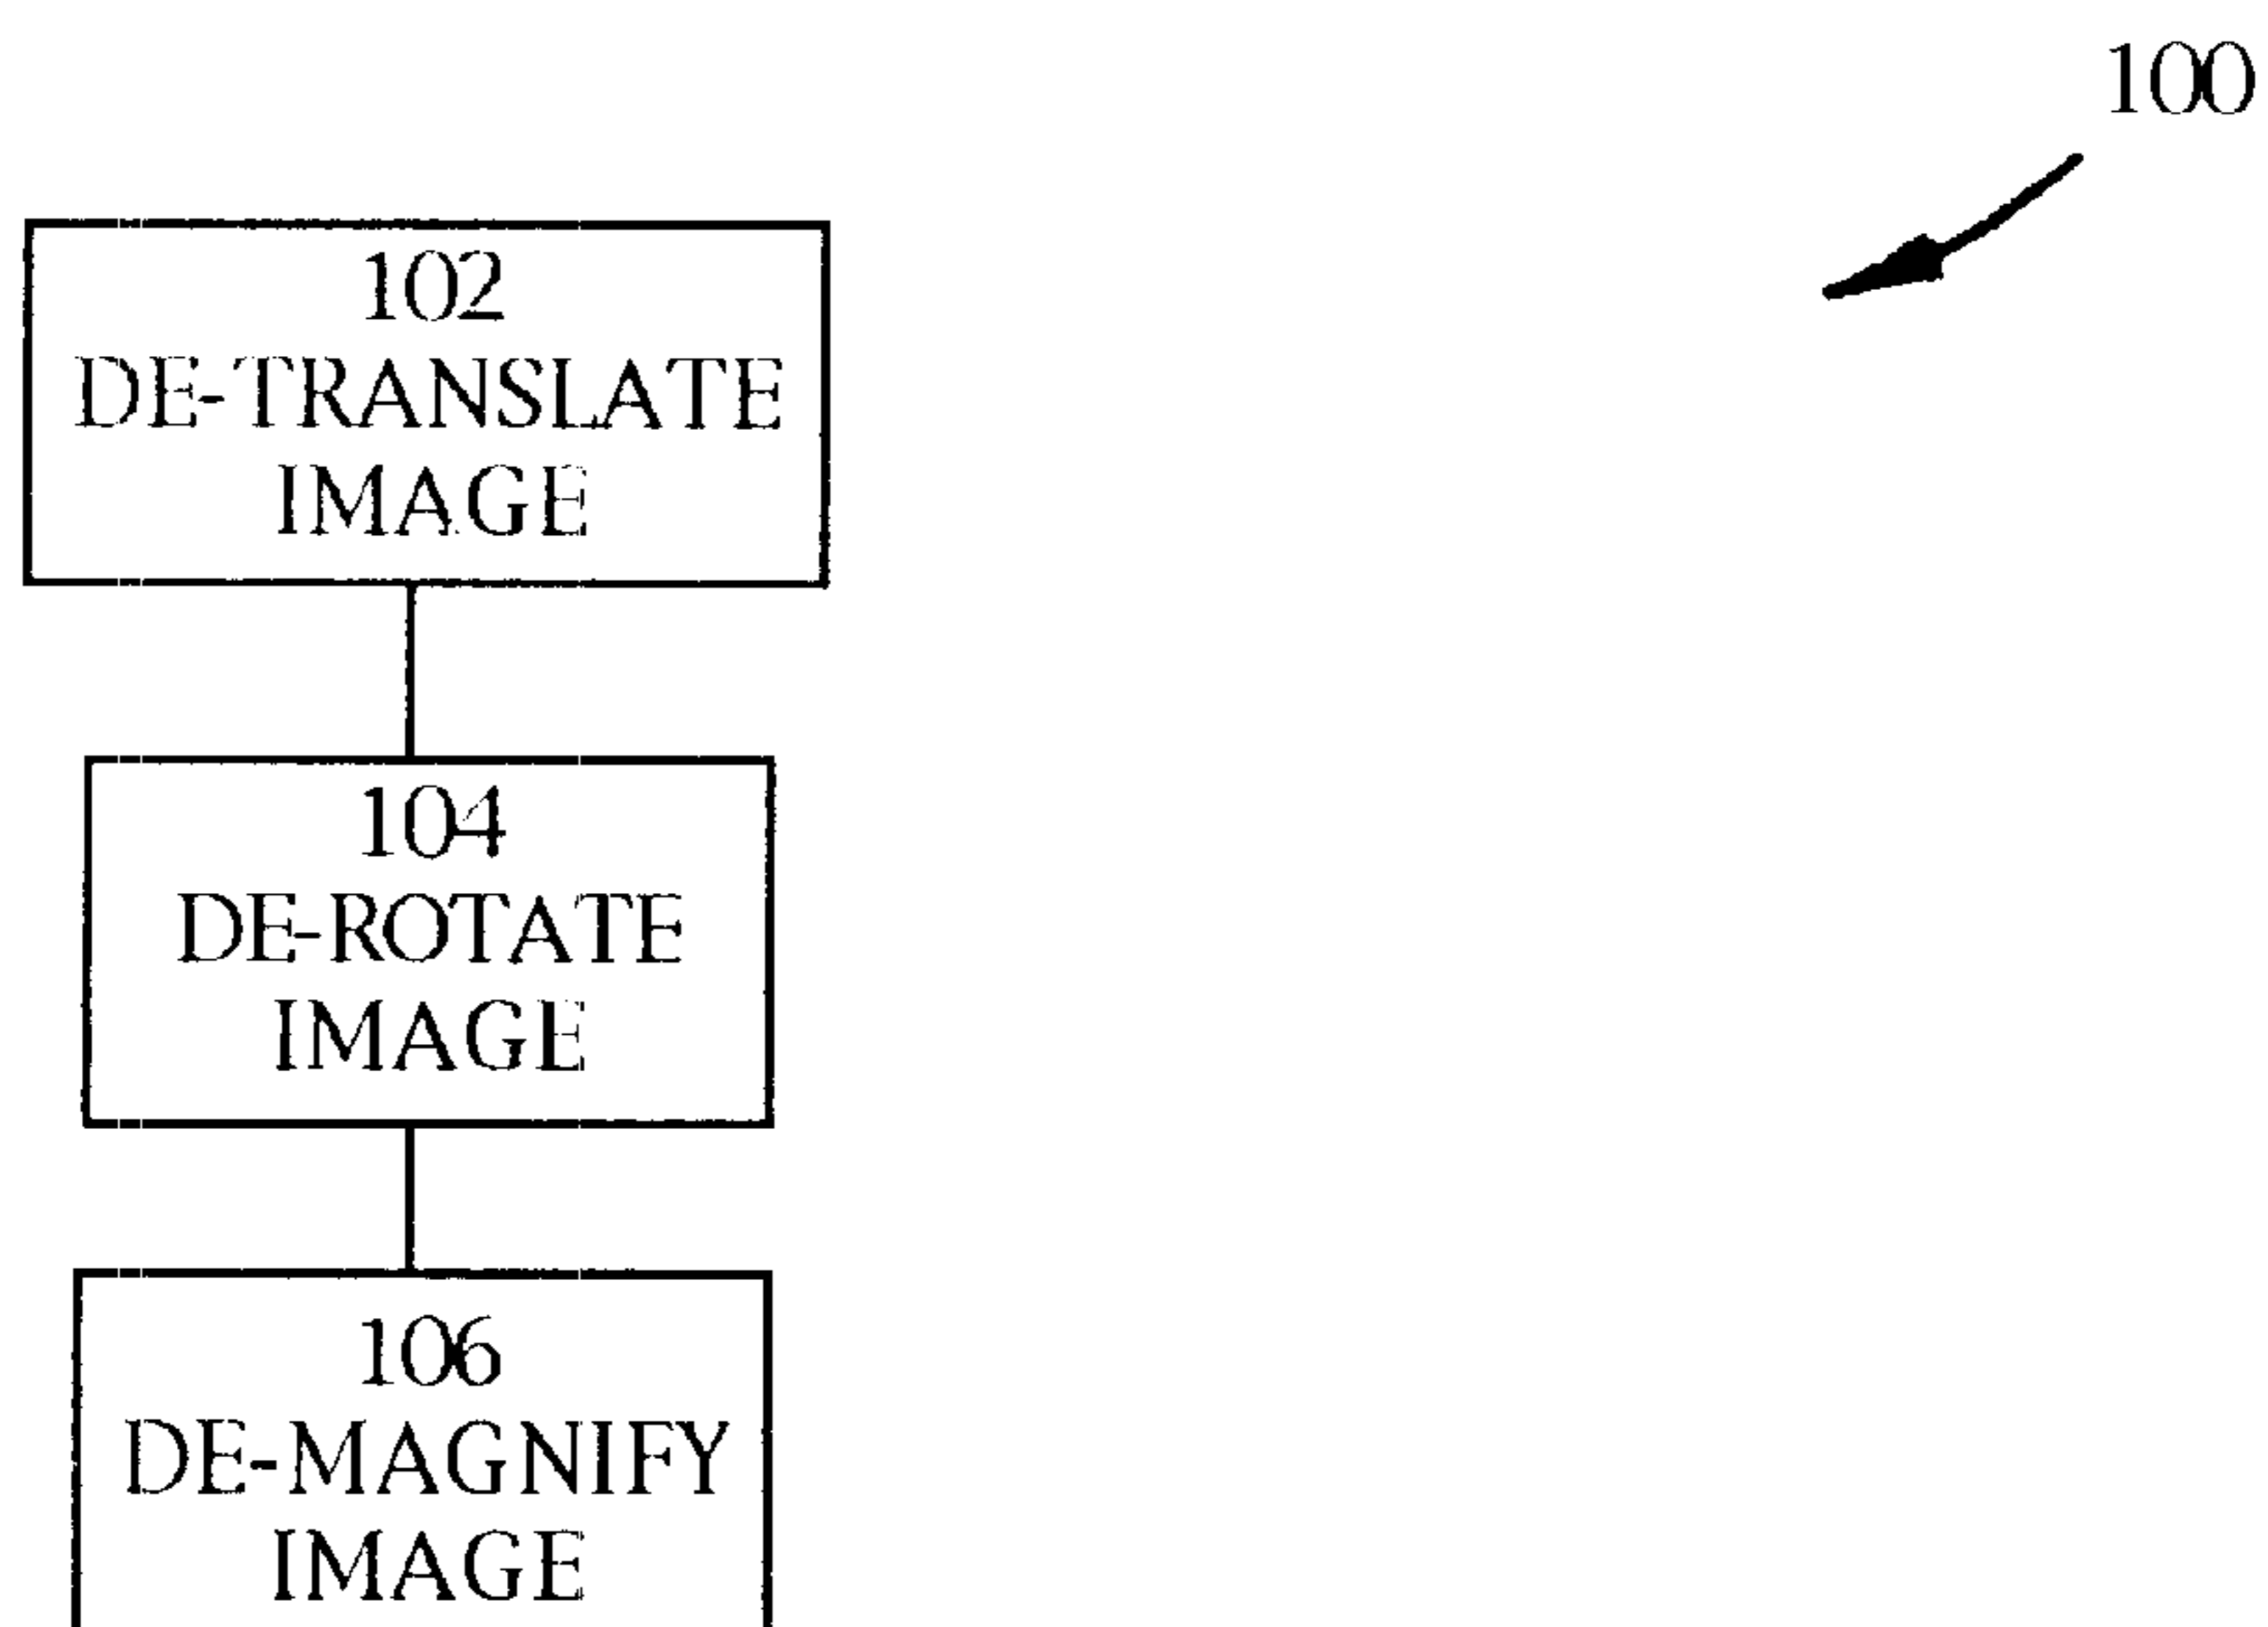 100
102
DE-TRANSLATE
IMAGE
104
DE-ROTATE
IMAGE
106
DE-MAGNIFY
IMAGE